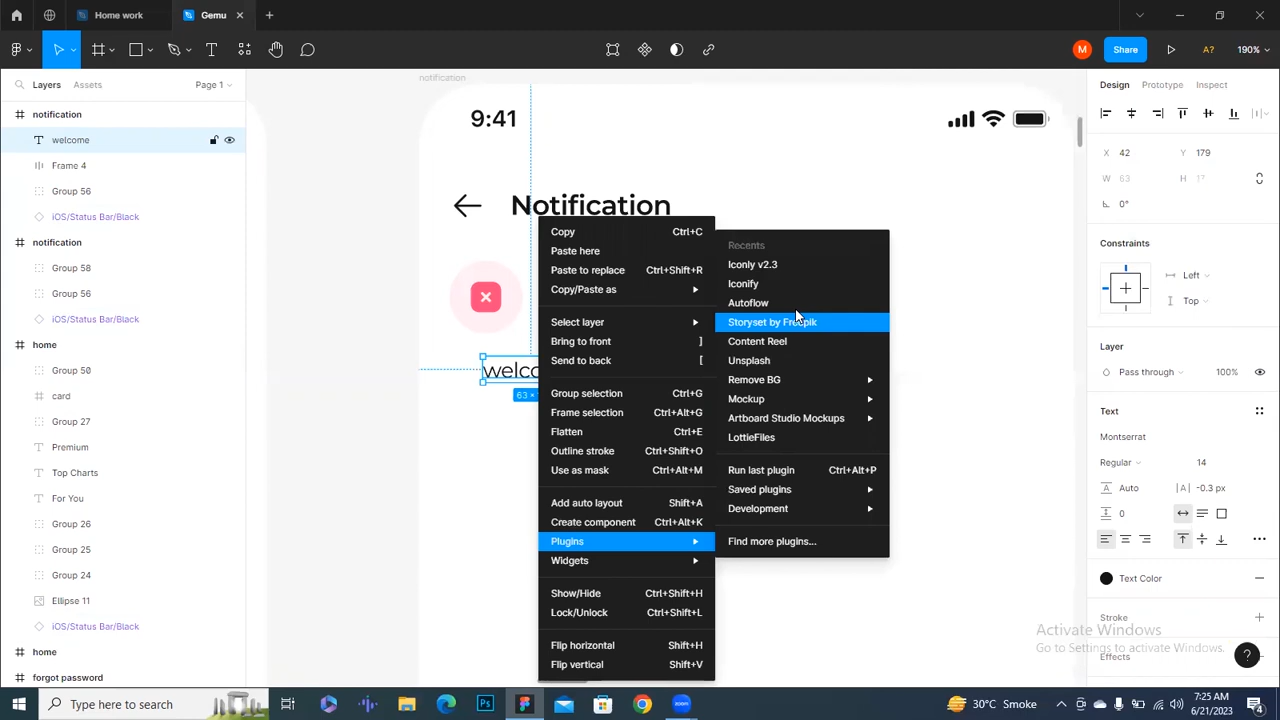 Home work
Gemu
M
Share
A?
190%
Layers
Assets
Page 1
notification
welcome
Frame 4
Group 56
iOS/Status Bar/Black
notification
Group 58
Group 56
iOS/Status Bar/Black
home
Group 50
card
Group 27
Premium
Top Charts
For You
Group 26
Group 25
Group 24
Ellipse 11
iOS/Status Bar/Black
home
forgot password
notification
9:41
Notification
welco
63 ×
Copy Ctrl+C
Paste here
Paste to replace Ctrl+Shift+R
Copy/Paste as
Select layer
Bring to front ]
Send to back [
Group selection Ctrl+G
Frame selection Ctrl+Alt+G
Flatten Ctrl+E
Outline stroke Ctrl+Shift+O
Use as mask Ctrl+Alt+M
Add auto layout Shift+A
Create component Ctrl+Alt+K
Plugins
Widgets
Show/Hide Ctrl+Shift+H
Lock/Unlock Ctrl+Shift+L
Flip horizontal Shift+H
Flip vertical Shift+V
Recents
Iconly v2.3
Iconify
Autoflow
Storyset by Freepik
Content Reel
Unsplash
Remove BG
Mockup
Artboard Studio Mockups
LottieFiles
Run last plugin Ctrl+Alt+P
Saved plugins
Development
Find more plugins...
Design
Prototype
Inspect
X 42 Y 179
W 63 H 17
0°
Constraints
Left
Top
Layer
Pass through 100%
Text
Montserrat
Regular 14
Auto |A| -0.3 px
0
Text Color
Stroke
Activate Windows
Go to Settings to activate Windows.
Effects
?
Type here to search
Ps
30°C Smoke
7:25 AM
6/21/2023
4